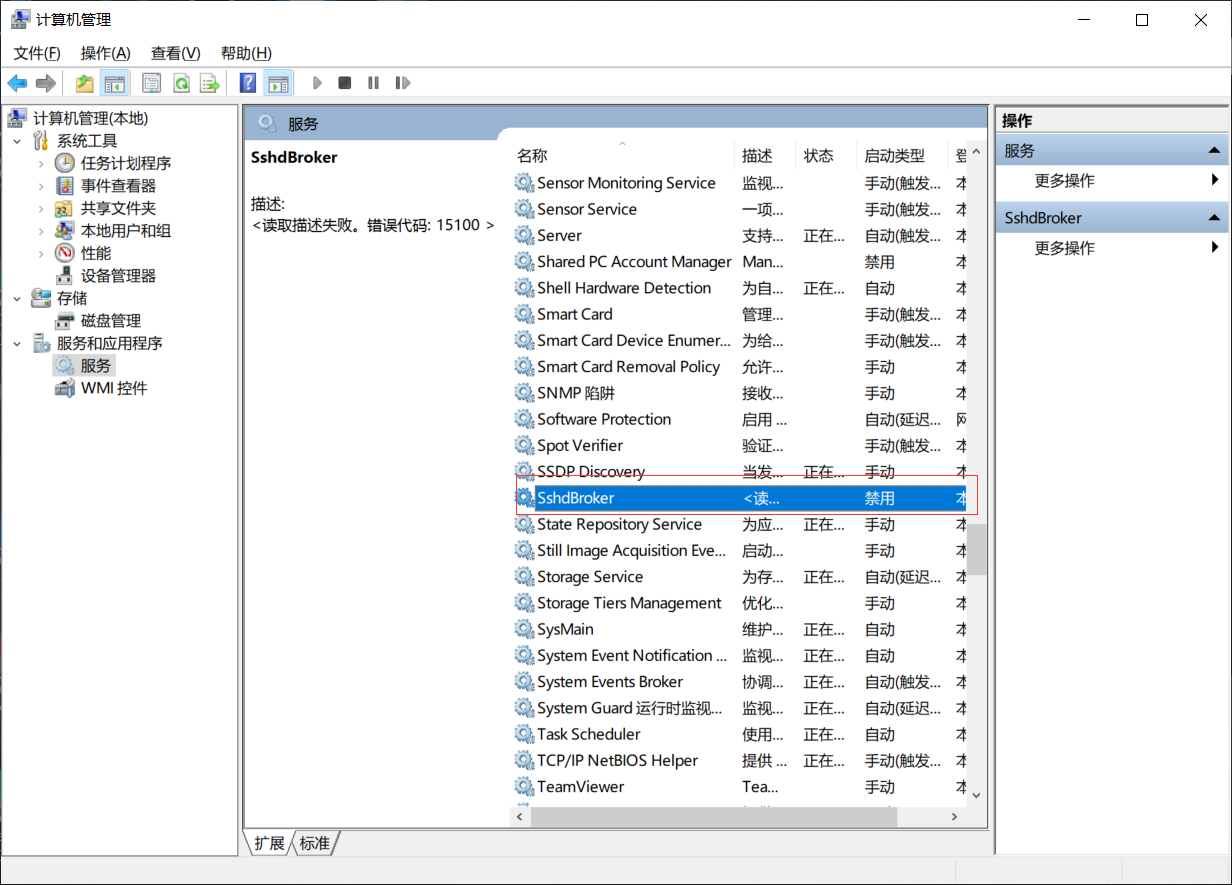 计算机管理
文件(F) 操作(A) 查看(V) 帮助(H)
计算机管理(本地)
系统工具
任务计划程序
事件查看器
共享文件夹
本地用户和组
性能
设备管理器
存储
磁盘管理
服务和应用程序
服务
WMI 控件
服务
SshdBroker
描述:
<读取描述失败。错误代码: 15100 >
名称 描述 状态 启动类型 登
Sensor Monitoring Service 监视... 手动(触发... 本
Sensor Service 一项... 手动(触发... 本
Server 支持... 正在... 自动(触发... 本
Shared PC Account Manager Man... 禁用 本
Shell Hardware Detection 为自... 正在... 自动 本
Smart Card 管理... 手动(触发... 本
Smart Card Device Enumer... 为给... 手动(触发... 本
Smart Card Removal Policy 允许... 手动 本
SNMP 陷阱 接收... 手动 本
Software Protection 启用 ... 自动(延迟... 网
Spot Verifier 验证... 手动(触发... 本
SSDP Discovery 当发... 正在... 手动 本
SshdBroker <读... 禁用 本
State Repository Service 为应... 正在... 手动 本
Still Image Acquisition Eve... 启动... 手动 本
Storage Service 为存... 正在... 自动(延迟... 本
Storage Tiers Management 优化... 手动 本
SysMain 维护... 正在... 自动 本
System Event Notification ... 监视... 正在... 自动 本
System Events Broker 协调... 正在... 自动(触发... 本
System Guard 运行时监视... 监视... 正在... 自动(延迟... 本
Task Scheduler 使用... 正在... 自动 本
TCP/IP NetBIOS Helper 提供 ... 正在... 手动(触发... 本
TeamViewer Tea... 手动 本
扩展 标准
操作
服务
更多操作
SshdBroker
更多操作